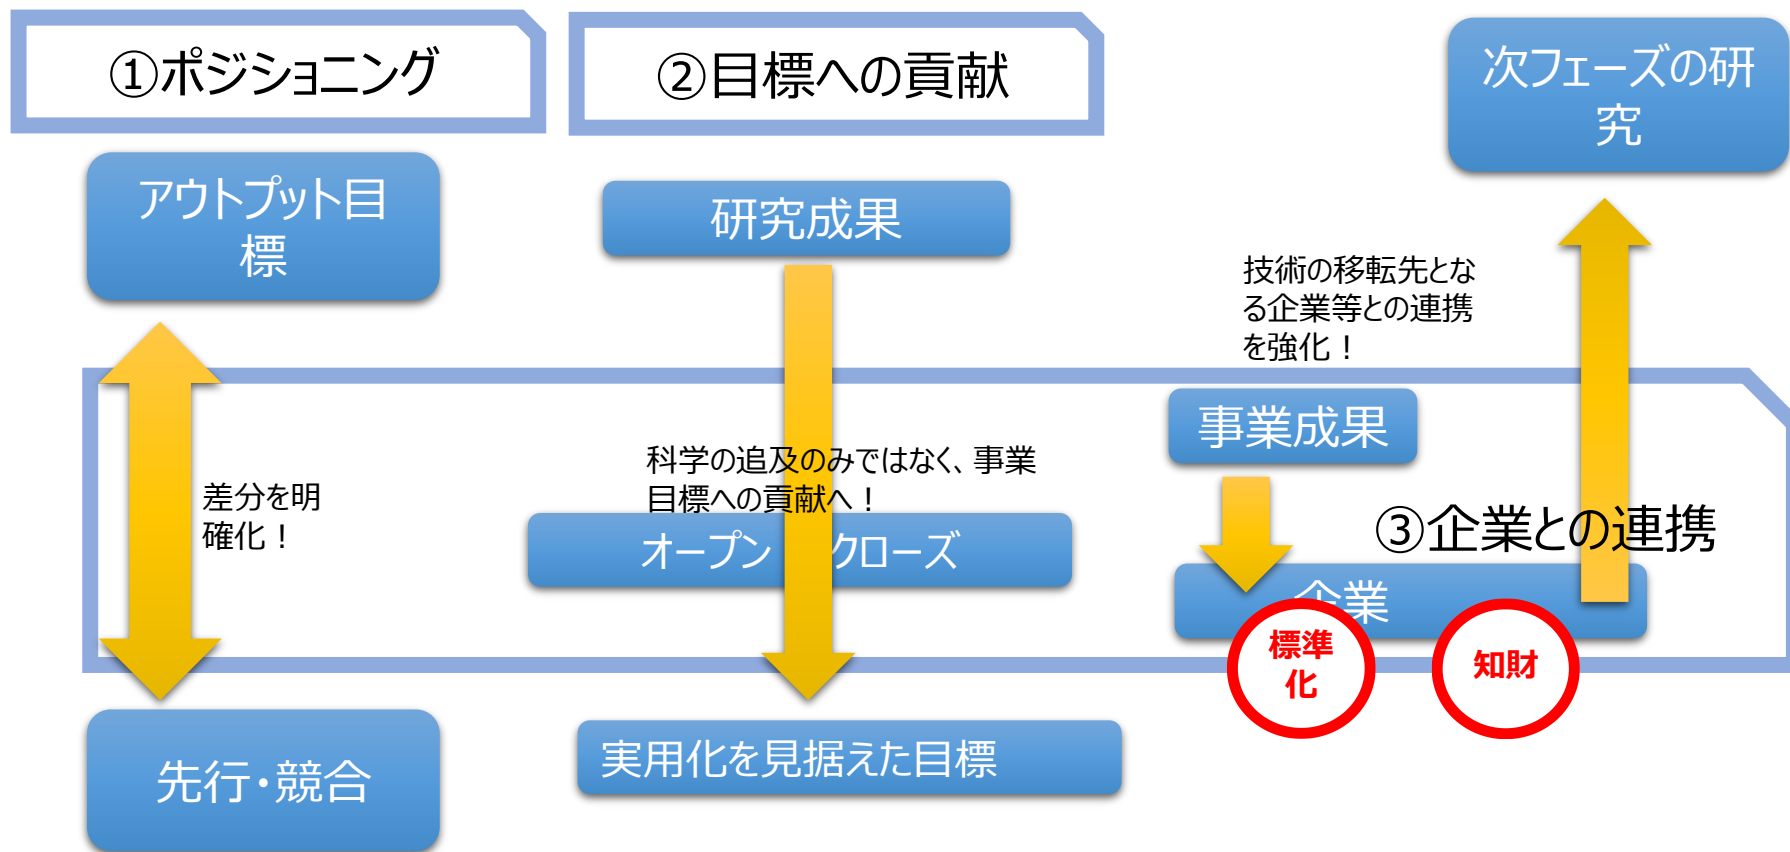 ①ポジショニング
②目標への貢献
次フェーズの研
究
アウトプット目
標
研究成果
技術の移転先とな
る企業等との連携
を強化！
事業成果
差分を明
確化！
科学の追及のみではなく、事業
目標への貢献へ！
オープン クローズ
③企業との連携
企業
標準
化
知財
先行・競合
実用化を見据えた目標